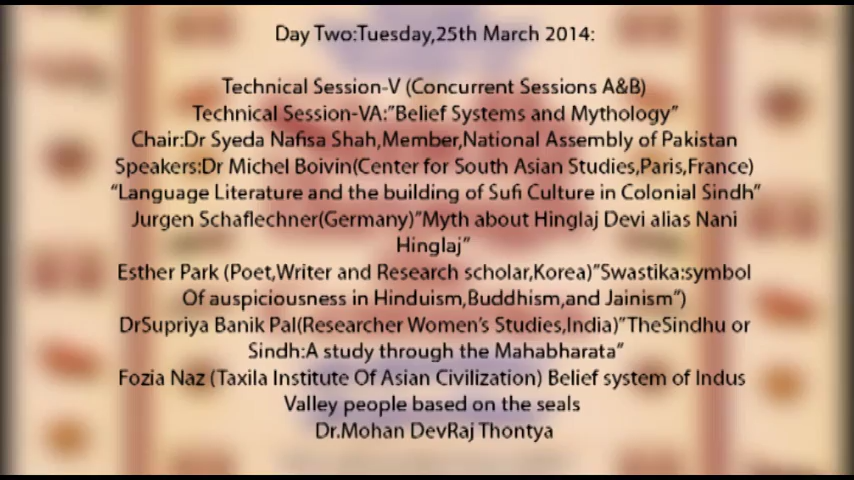 Day Two:Tuesday,25th March 2014:
Technical Session-V (Concurrent Sessions A&B)
Technical Session-VA:"Belief Systems and Mythology"
Chair:Dr Syeda Nafisa Shah,Member,National Assembly of Pakistan
Speakers:Dr Michel Boivin(Center for South Asian Studies,Paris,France)
"Language Literature and the building of Sufi Culture in Colonial Sindh"
Jurgen Schaflechner(Germany)"Myth about Hinglaj Devi alias Nani
Hinglaj"
Esther Park (Poet,Writer and Research scholar,Korea)"Swastika:symbol
Of auspiciousness in Hinduism,Buddhism,and Jainism")
DrSupriya Banik Pal(Researcher Women's Studies,India)"TheSindhu or
Sindh:A study through the Mahabharata"
Fozia Naz (Taxila Institute Of Asian Civilization) Belief system of Indus
Valley people based on the seals
Dr.Mohan DevRaj Thontya